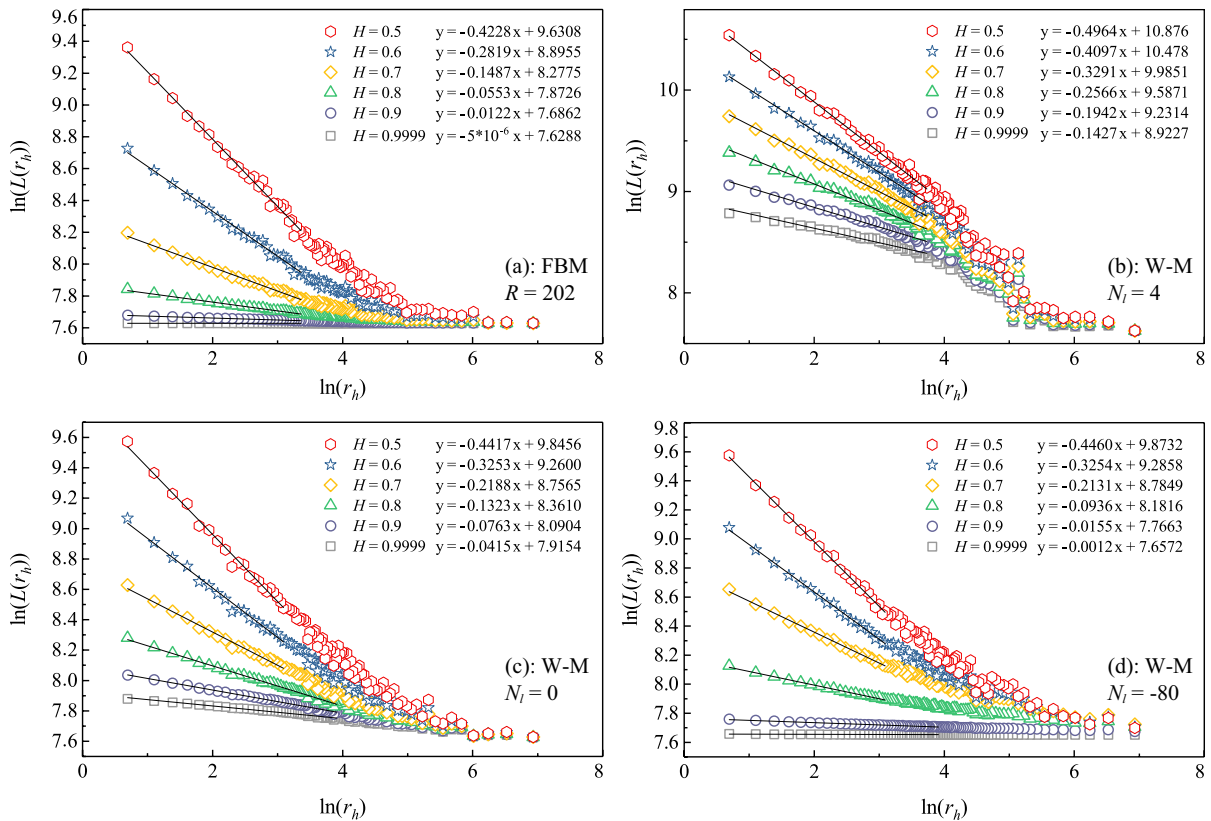 9.6
9.4
9.2
9.0
8.8
8.6
8.4
8.2
8.0
7.8
7.6
ln(L(r_h))
H = 0.5 y= -0.4228x + 9.6308
H = 0.6 y= -0.2819x + 8.8955
H = 0.7 y= -0.1487x + 8.2775
H = 0.8 y= -0.0553x + 7.8726
H = 0.9 y= -0.0122x + 7.6862
H = 0.9999 y= -5*10⁻⁶ x + 7.6288
(a): FBM
R = 202
0 2 4 6 8
ln(r_h)
10
9
8
ln(L(r_h))
H = 0.5 y= -0.4964x + 10.876
H = 0.6 y= -0.4097x + 10.478
H = 0.7 y= -0.3291x + 9.9851
H = 0.8 y= -0.2566x + 9.5871
H = 0.9 y= -0.1942x + 9.2314
H = 0.9999 y= -0.1427x + 8.9227
(b): W-M
N_l = 4
0 2 4 6 8
ln(r_h)
9.6
9.4
9.2
9.0
8.8
8.6
8.4
8.2
8.0
7.8
7.6
ln(L(r_h))
H = 0.5 y= -0.4417x + 9.8456
H = 0.6 y= -0.3253x + 9.2600
H = 0.7 y= -0.2188x + 8.7565
H = 0.8 y= -0.1323x + 8.3610
H = 0.9 y= -0.0763x + 8.0904
H = 0.9999 y= -0.0415x + 7.9154
(c): W-M
N_l = 0
0 2 4 6 8
ln(r_h)
9.8
9.6
9.4
9.2
9.0
8.8
8.6
8.4
8.2
8.0
7.8
7.6
ln(L(r_h))
H = 0.5 y= -0.4460x + 9.8732
H = 0.6 y= -0.3254x + 9.2858
H = 0.7 y= -0.2131x + 8.7849
H = 0.8 y= -0.0936x + 8.1816
H = 0.9 y= -0.0155x + 7.7663
H = 0.9999 y= -0.0012x + 7.6572
(d): W-M
N_l = -80
0 2 4 6 8
ln(r_h)